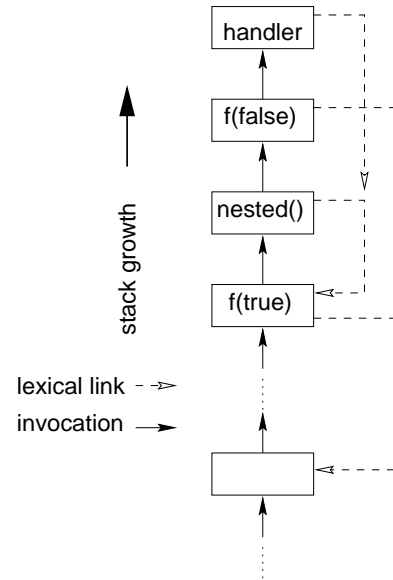 handler
f(false)
nested()
f(true)
stack growth
lexical link
invocation